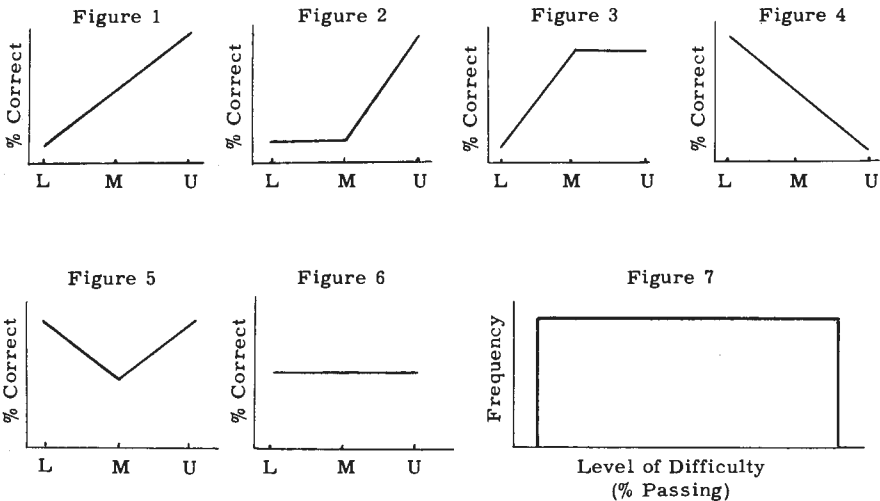 Figure 1
% Correct
L M U
Figure 2
% Correct
L M U
Figure 3
% Correct
L M U
Figure 4
% Correct
L M U
Figure 5
% Correct
L M U
Figure 6
% Correct
L M U
Figure 7
Frequency
Level of Difficulty
(% Passing)